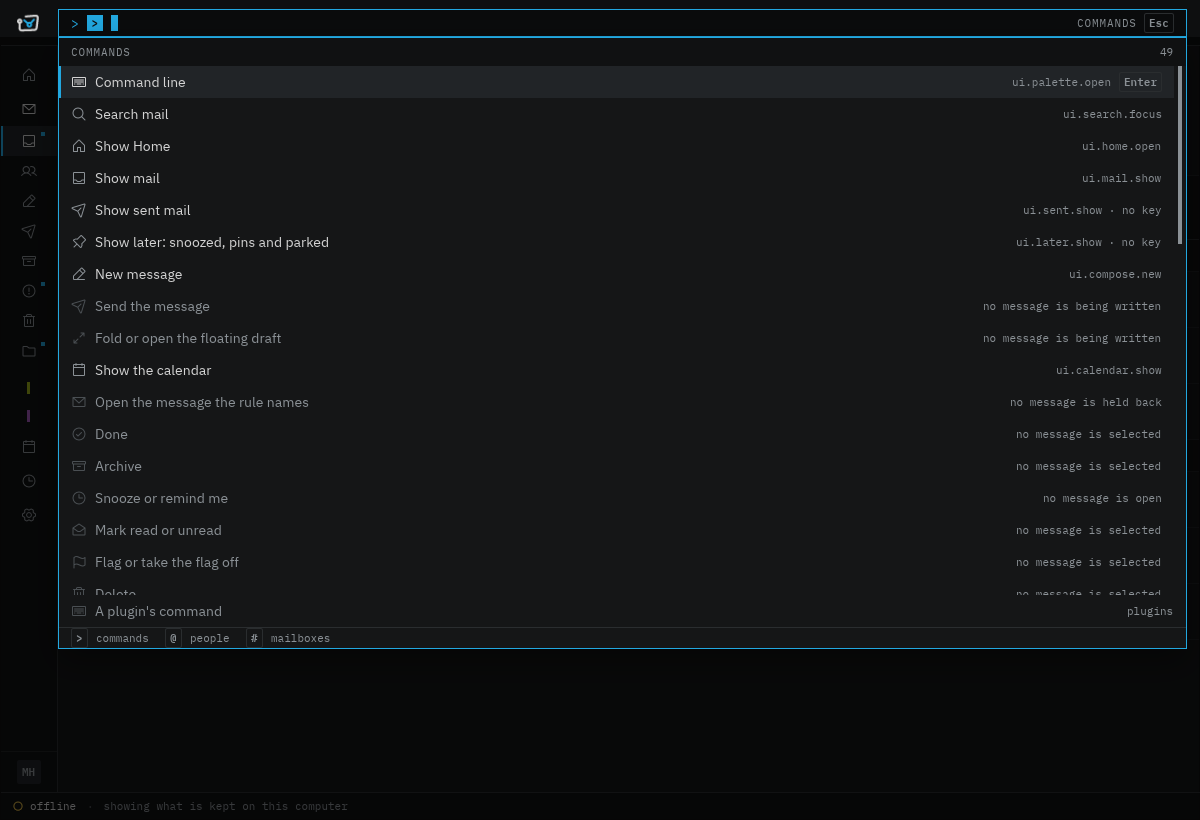 > > COMMANDS Esc
COMMANDS 49
Command line ui.palette.open Enter
Search mail ui.search.focus
Show Home ui.home.open
Show mail ui.mail.show
Show sent mail ui.sent.show · no key
Show later: snoozed, pins and parked ui.later.show · no key
New message ui.compose.new
Send the message no message is being written
Fold or open the floating draft no message is being written
Show the calendar ui.calendar.show
Open the message the rule names no message is held back
Done no message is selected
Archive no message is selected
Snooze or remind me no message is open
Mark read or unread no message is selected
Flag or take the flag off no message is selected
Delete no message is selected
A plugin's command plugins
> commands @ people # mailboxes
MH
offline · showing what is kept on this computer